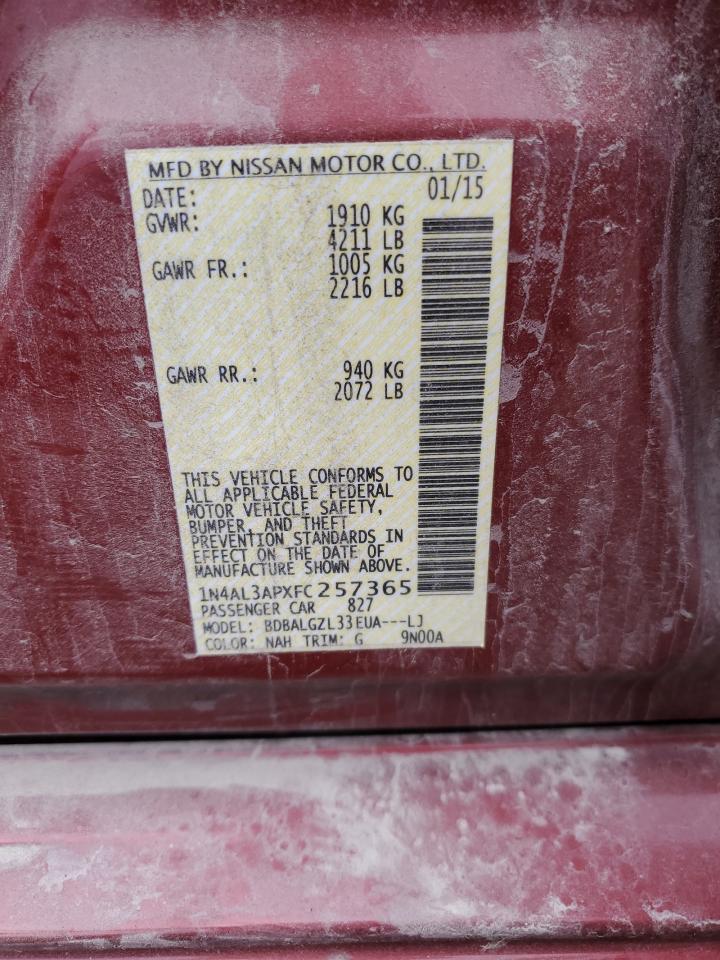 MFD BY NISSAN MOTOR CO., LTD.
DATE: 01/15
GVWR: 1910 KG
4211 LB
GAWR FR.: 1005 KG
2216 LB
GAWR RR.: 940 KG
2072 LB
THIS VEHICLE CONFORMS TO
ALL APPLICABLE FEDERAL
MOTOR VEHICLE SAFETY,
BUMPER, AND THEFT
PREVENTION STANDARDS IN
EFFECT ON THE DATE OF
MANUFACTURE SHOWN ABOVE.
1N4AL3APXFC257365
PASSENGER CAR 827
MODEL: BDBALGZL33EUA---LJ
COLOR: NAH TRIM: G 9N00A